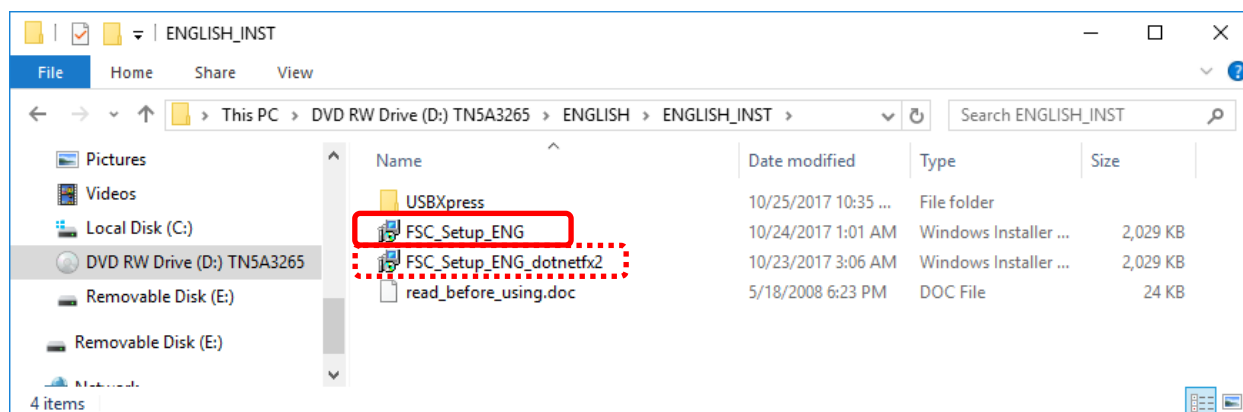 ENGLISH_INST
File Home Share View
This PC > DVD RW Drive (D:) TN5A3265 > ENGLISH > ENGLISH_INST > Search ENGLISH_INST
Pictures
Videos
Local Disk (C:)
DVD RW Drive (D:) TN5A3265
Removable Disk (E:)
Removable Disk (E:)
Network
Name Date modified Type Size
USBXpress 10/25/2017 10:35 ... File folder
FSC_Setup_ENG 10/24/2017 1:01 AM Windows Installer ... 2,029 KB
FSC_Setup_ENG_dotnetfx2 10/23/2017 3:06 AM Windows Installer ... 2,029 KB
read_before_using.doc 5/18/2008 6:23 PM DOC File 24 KB
4 items